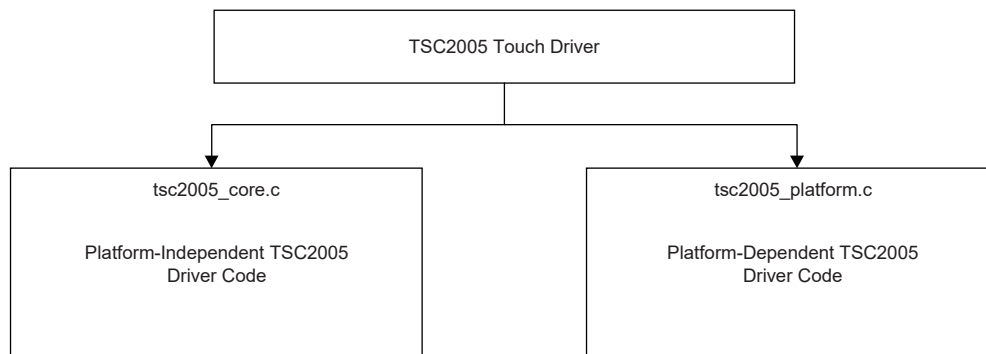 TSC2005 Touch Driver
tsc2005_core.c
Platform-Independent TSC2005
Driver Code
tsc2005_platform.c
Platform-Dependent TSC2005
Driver Code